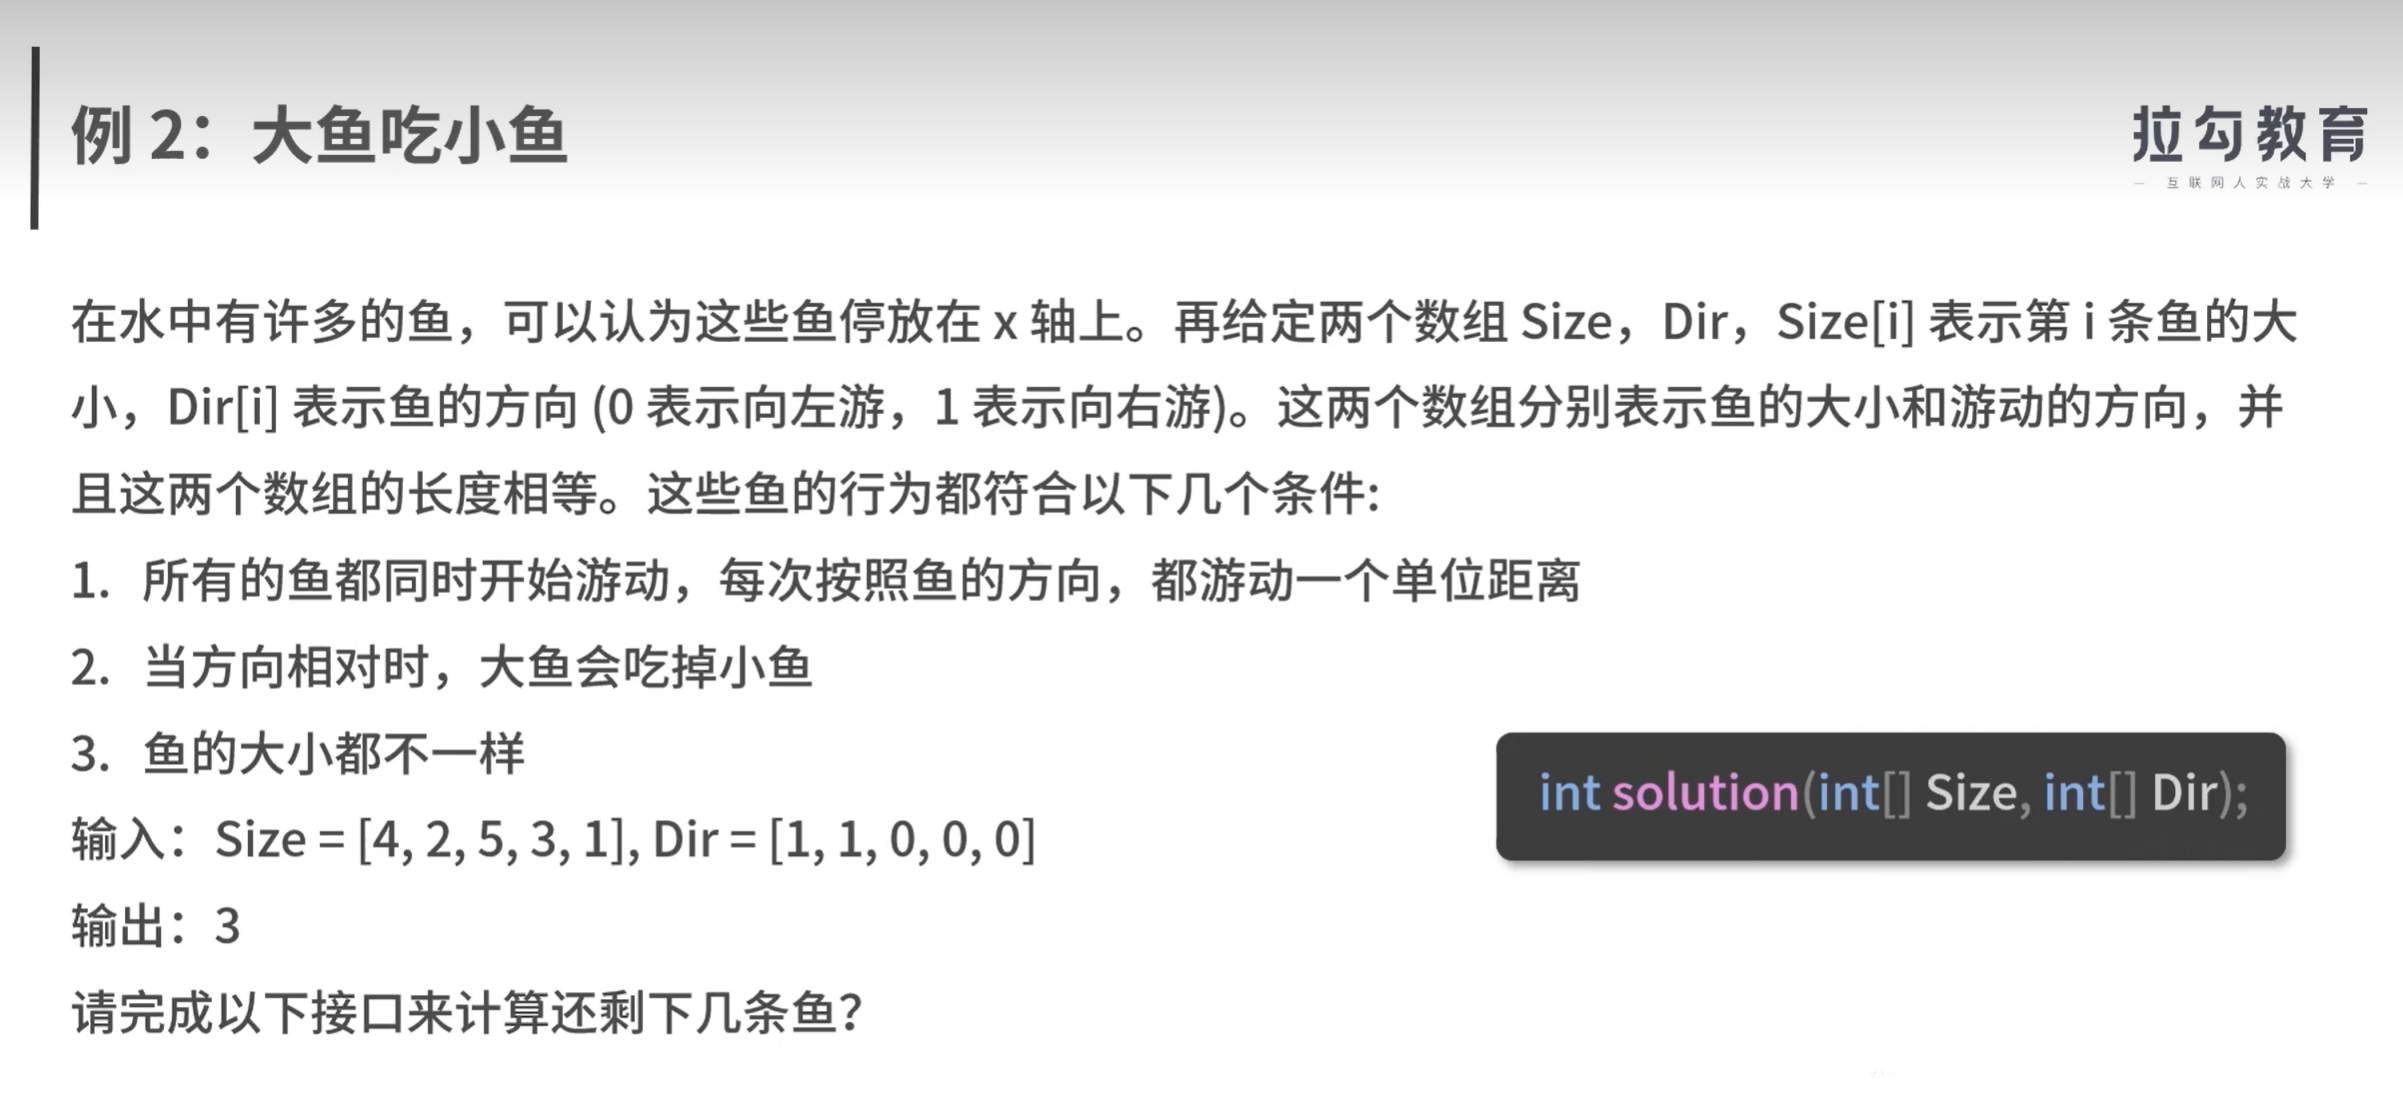 例 2：大鱼吃小鱼
拉勾教育
— 互联网人实战大学 —
在水中有许多的鱼，可以认为这些鱼停放在 x 轴上。再给定两个数组 Size，Dir，Size[i] 表示第 i 条鱼的大
小，Dir[i] 表示鱼的方向 (0 表示向左游，1 表示向右游)。这两个数组分别表示鱼的大小和游动的方向，并
且这两个数组的长度相等。这些鱼的行为都符合以下几个条件:
1. 所有的鱼都同时开始游动，每次按照鱼的方向，都游动一个单位距离
2. 当方向相对时，大鱼会吃掉小鱼
3. 鱼的大小都不一样
输入：Size = [4, 2, 5, 3, 1], Dir = [1, 1, 0, 0, 0]
int solution(int[] Size, int[] Dir);
输出：3
请完成以下接口来计算还剩下几条鱼？